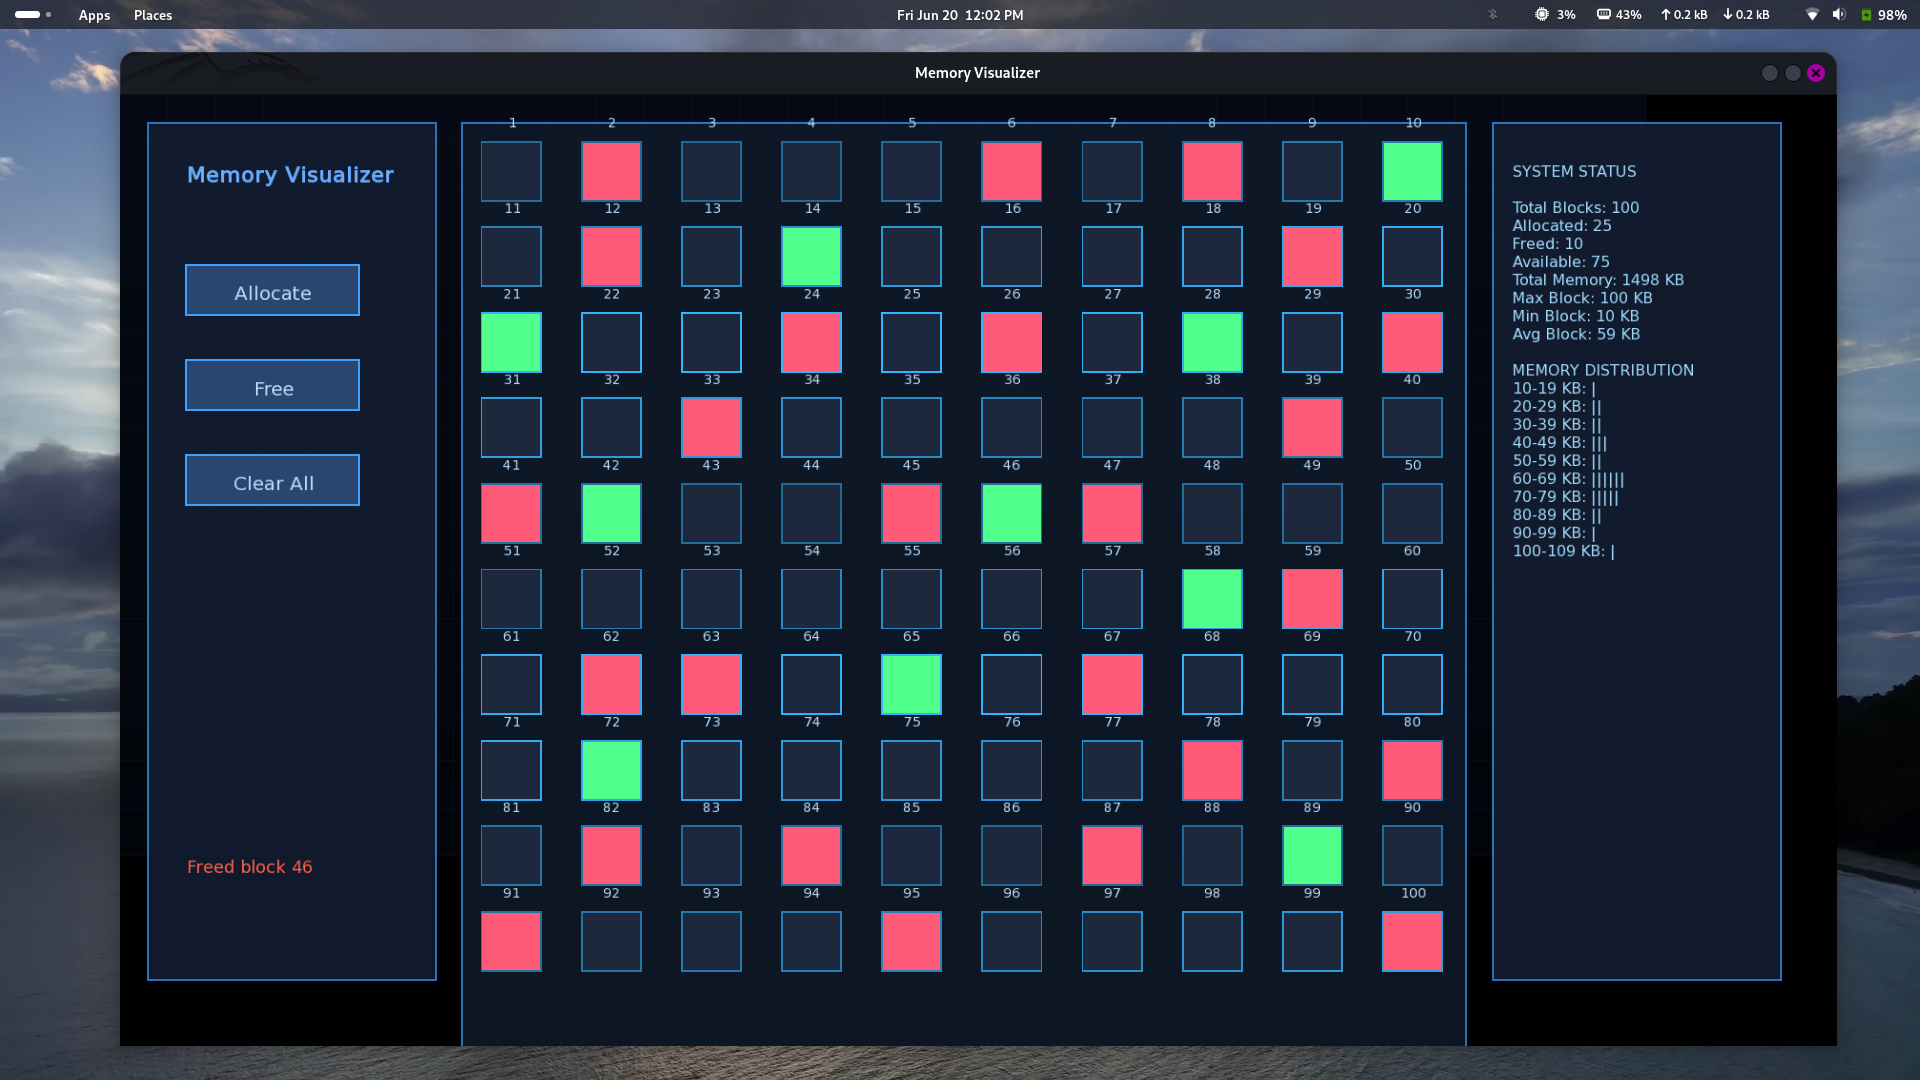 Apps Places Fri Jun 20 12:02 PM 3% 43% 0.2 kB 0.2 kB 98%
Memory Visualizer
Memory Visualizer
Allocate
Free
Clear All
Freed block 46
1 2 3 4 5 6 7 8 9 10
11 12 13 14 15 16 17 18 19 20
21 22 23 24 25 26 27 28 29 30
31 32 33 34 35 36 37 38 39 40
41 42 43 44 45 46 47 48 49 50
51 52 53 54 55 56 57 58 59 60
61 62 63 64 65 66 67 68 69 70
71 72 73 74 75 76 77 78 79 80
81 82 83 84 85 86 87 88 89 90
91 92 93 94 95 96 97 98 99 100
SYSTEM STATUS
Total Blocks: 100
Allocated: 25
Freed: 10
Available: 75
Total Memory: 1498 KB
Max Block: 100 KB
Min Block: 10 KB
Avg Block: 59 KB
MEMORY DISTRIBUTION
10-19 KB: |
20-29 KB: ||
30-39 KB: ||
40-49 KB: |||
50-59 KB: ||
60-69 KB: ||||||
70-79 KB: |||||
80-89 KB: ||
90-99 KB: |
100-109 KB: |